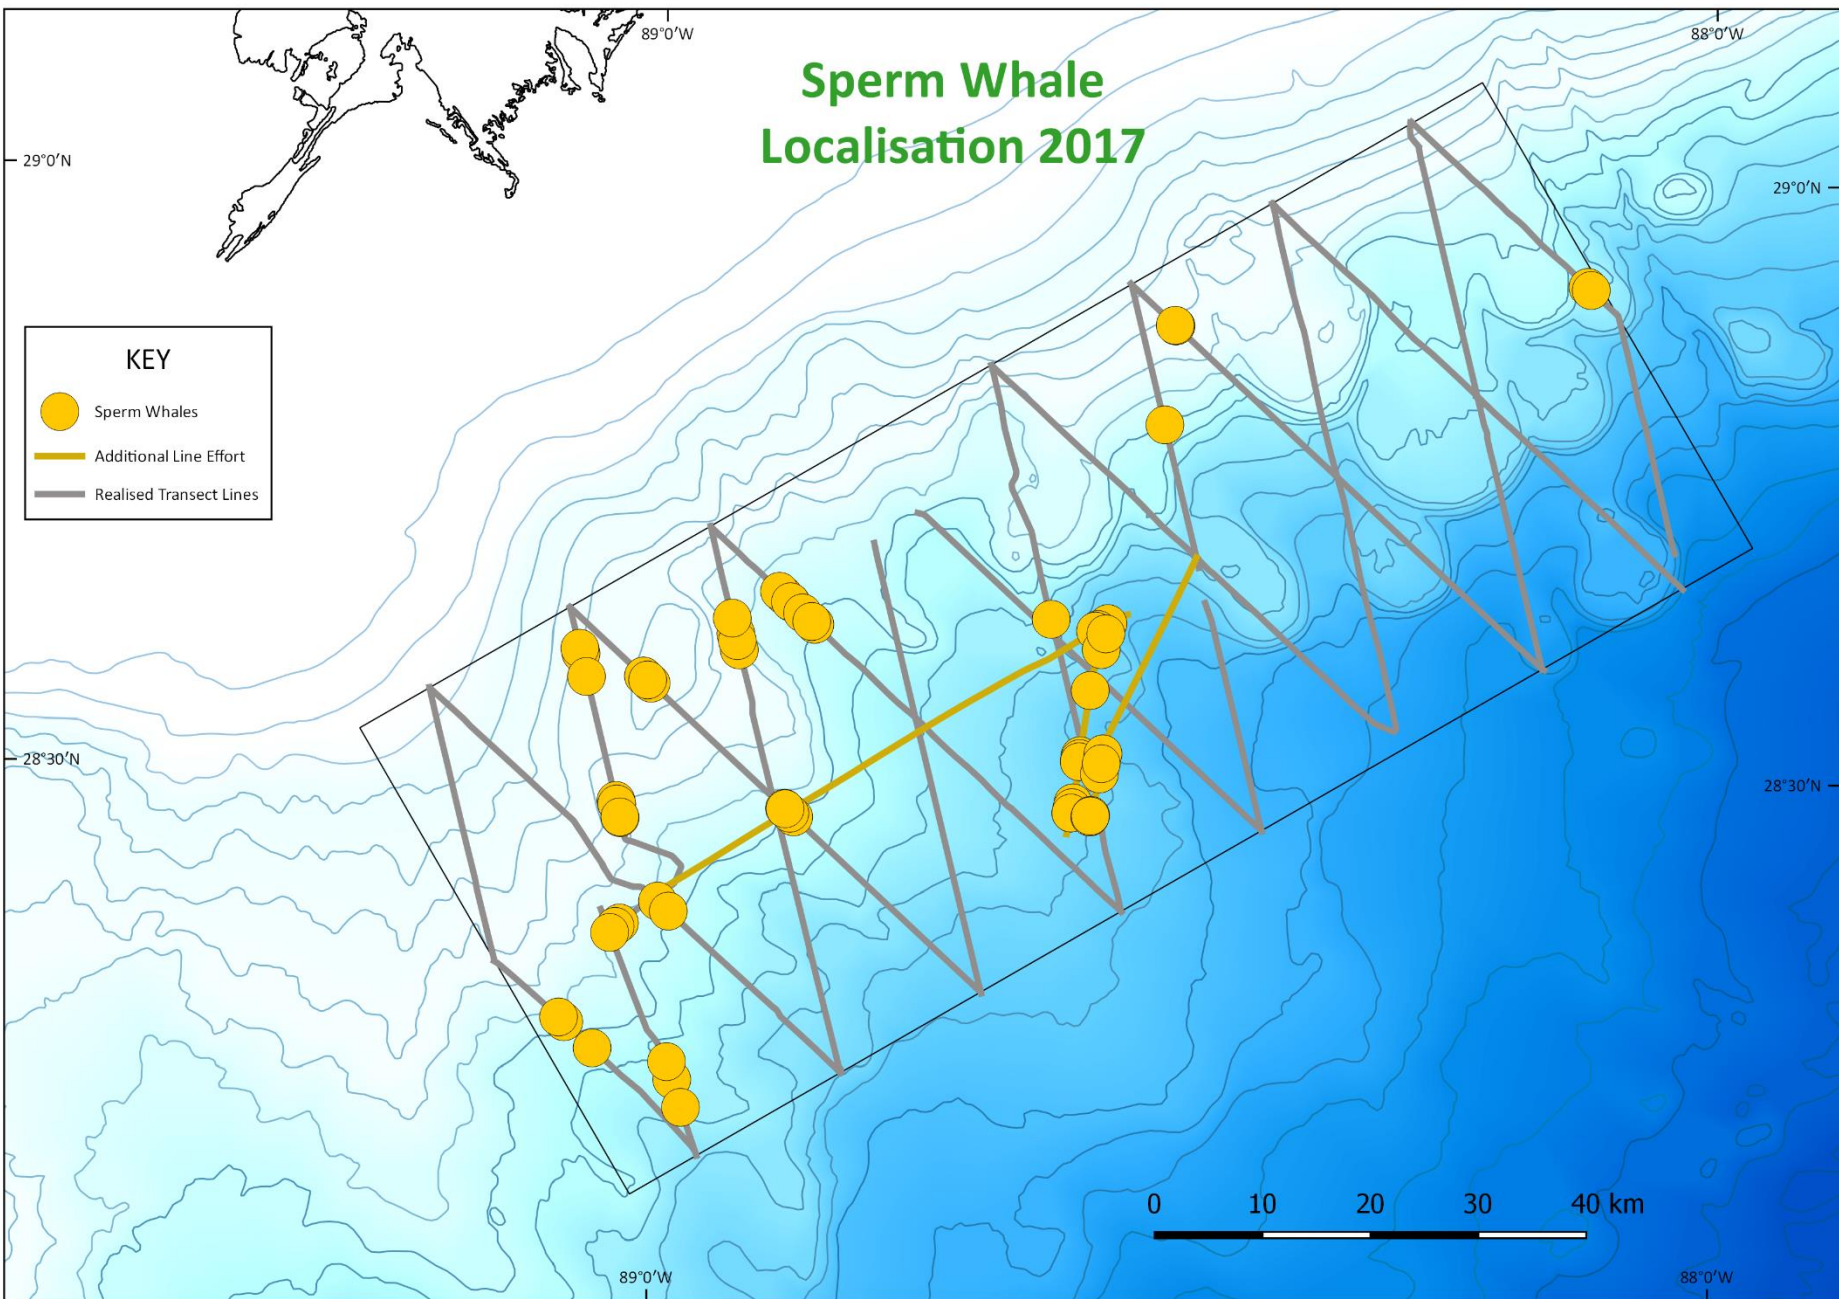 89°0'W
88°0'W
Sperm Whale
Localisation 2017
29°0'N
29°0'N
KEY
Sperm Whales
Additional Line Effort
Realised Transect Lines
28°30'N
28°30'N
0 10 20 30 40 km
89°0'W
88°0'W